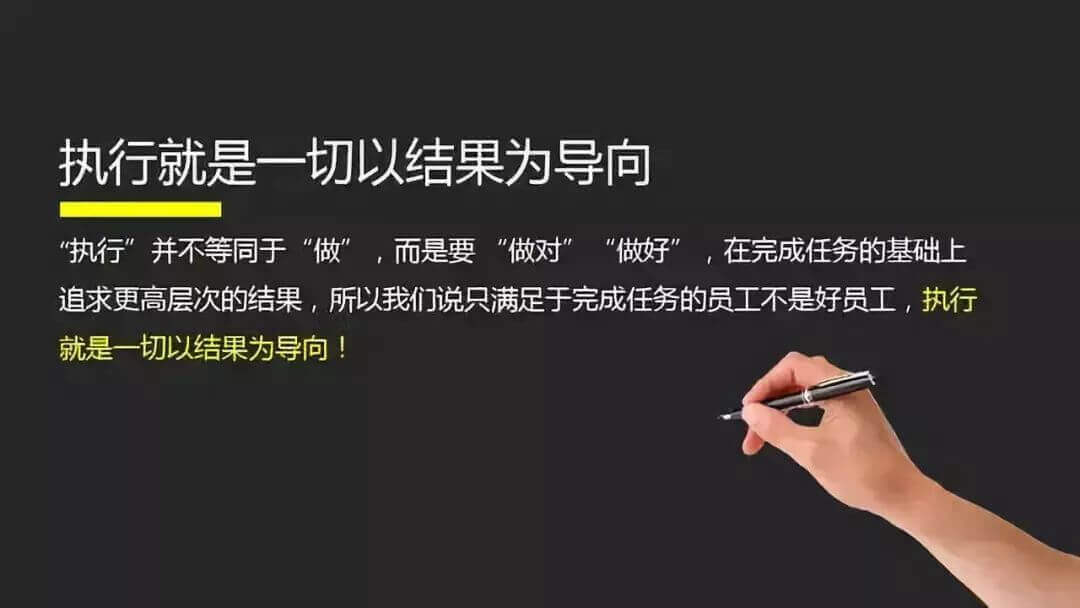 执行就是一切以结果为导向
“执行”并不等同于“做”，而是要 “做对”“做好”，在完成任务的基础上
追求更高层次的结果，所以我们说只满足于完成任务的员工不是好员工，执行
就是一切以结果为导向！